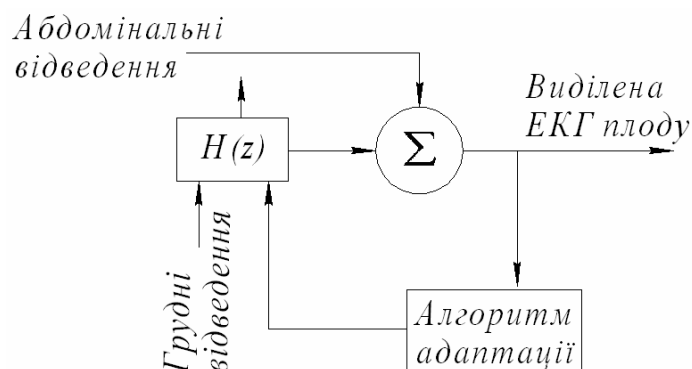 Абдомінальні
відведення
Виділена
ЕКГ плоду
H(z)
Σ
Грудні
відведення
Алгоритм
адаптації